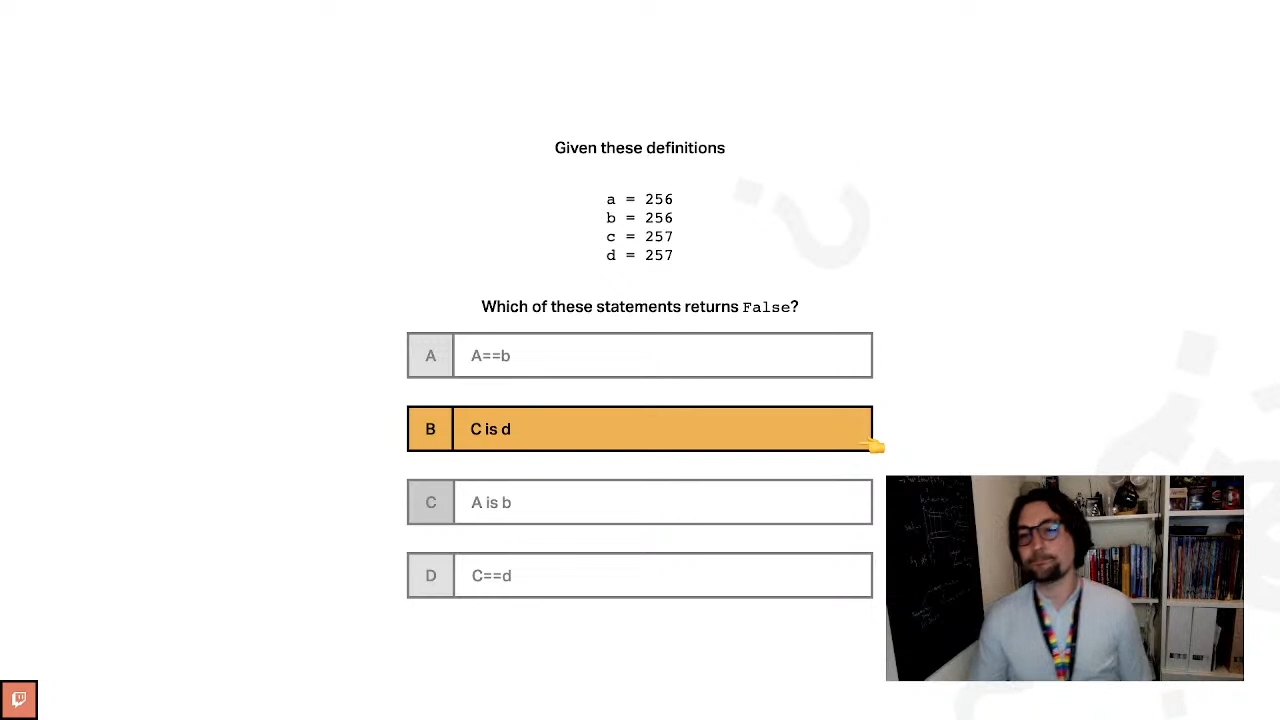 Given these definitions
a = 256
b = 256
c = 257
d = 257
Which of these statements returns False?
A A==b
B C is d
C A is b
D C==d